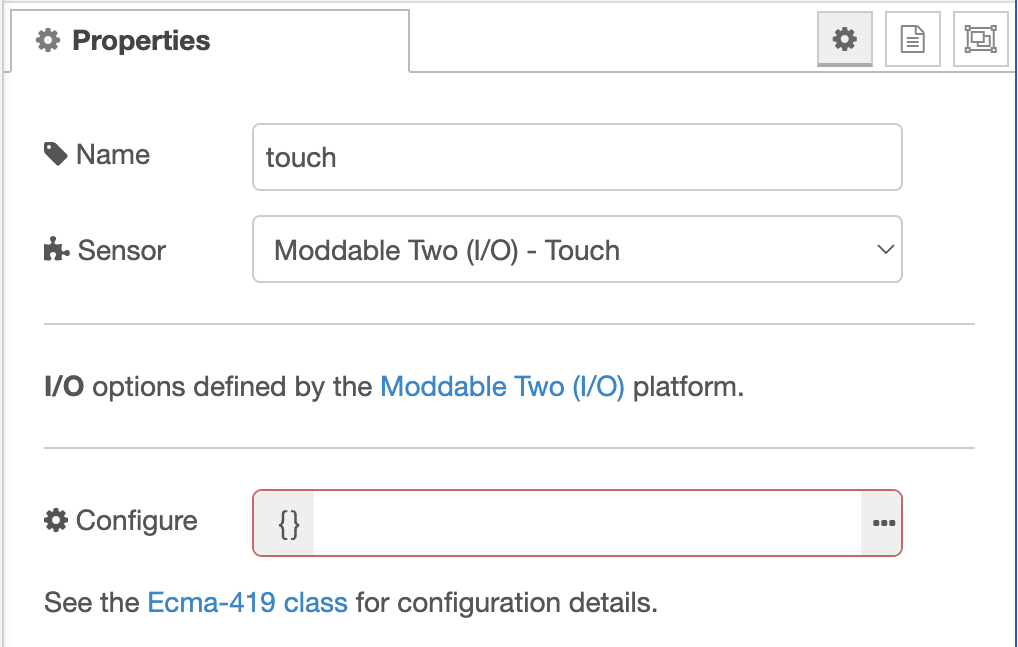 Properties
Name
touch
Sensor
Moddable Two (I/O) - Touch
I/O options defined by the Moddable Two (I/O) platform.
Configure
{}
•••
See the Ecma-419 class for configuration details.